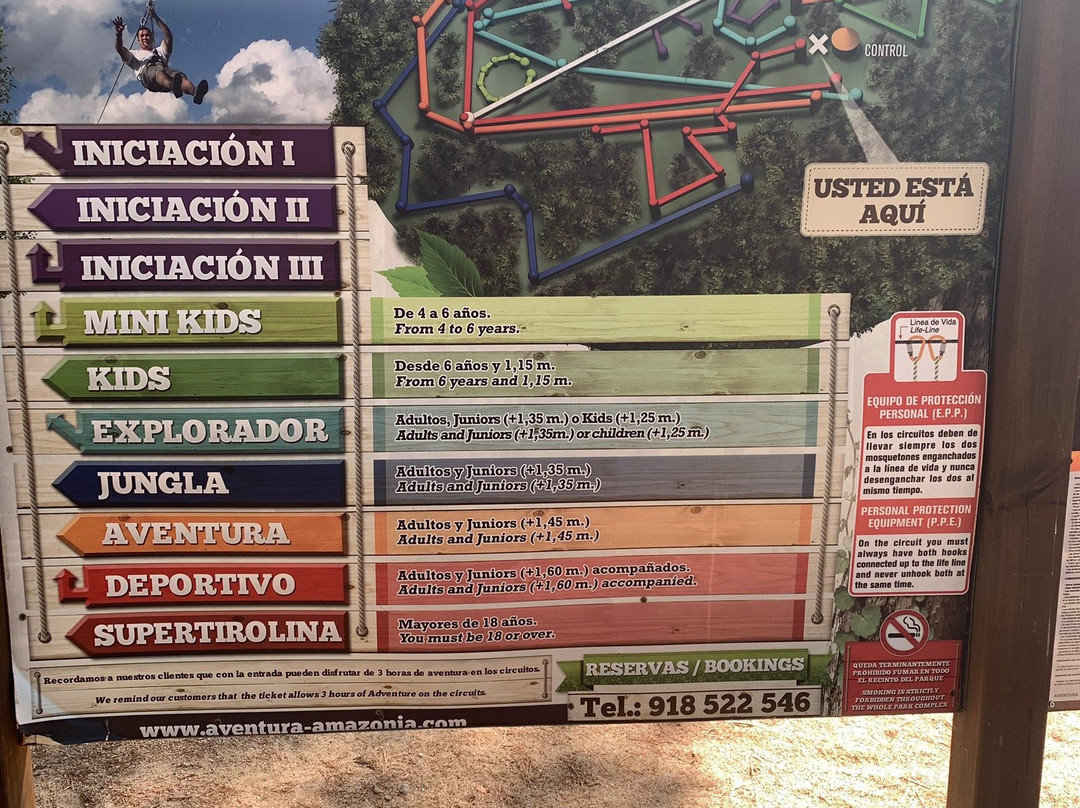 CONTROL
USTED ESTÁ
AQUÍ
INICIACIÓN I
INICIACIÓN II
INICIACIÓN III
MINI KIDS
De 4 a 6 años.
From 4 to 6 years.
KIDS
Desde 6 años y 1,15 m.
From 6 years and 1,15 m.
EXPLORADOR
Adultos, Juniors (+1,35 m.) o Kids (+1,25 m.)
Adults and Juniors (+1,35m.) or children (+1,25 m.)
JUNGLA
Adultos y Juniors (+1,35 m.)
Adults and Juniors (+1,35 m.)
AVENTURA
Adultos y Juniors (+1,45 m.)
Adults and Juniors (+1,45 m.)
DEPORTIVO
Adultos y Juniors (+1,60 m.) acompañados.
Adults and Juniors (+1,60 m.) accompanied.
SUPERTIROLINA
Mayores de 18 años.
You must be 18 or over.
Recordamos a nuestros clientes que con la entrada pueden disfrutar de 3 horas de aventura en los circuitos.
We remind our customers that the ticket allows 3 hours of Adventure on the circuits.
www.aventura-amazonia.com
RESERVAS / BOOKINGS
Tel.: 918 522 546
Linea de Vida
Life-Line
EQUIPO DE PROTECCIÓN
PERSONAL (E.P.P.)
En los circuitos deben de
llevar siempre los dos
mosquetones enganchados
a la línea de vida y nunca
desenganchar los dos al
mismo tiempo.
PERSONAL PROTECTION
EQUIPMENT (P.P.E.)
On the circuit you must
always have both hooks
connected up to the life line
and never unhook both at
the same time.
QUEDA TERMINANTEMENTE
PROHIBIDO FUMAR EN TODO
EL RECINTO DEL PARQUE
SMOKING IS STRICTLY
FORBIDDEN THROUGHOUT
THE WHOLE PARK COMPLEX